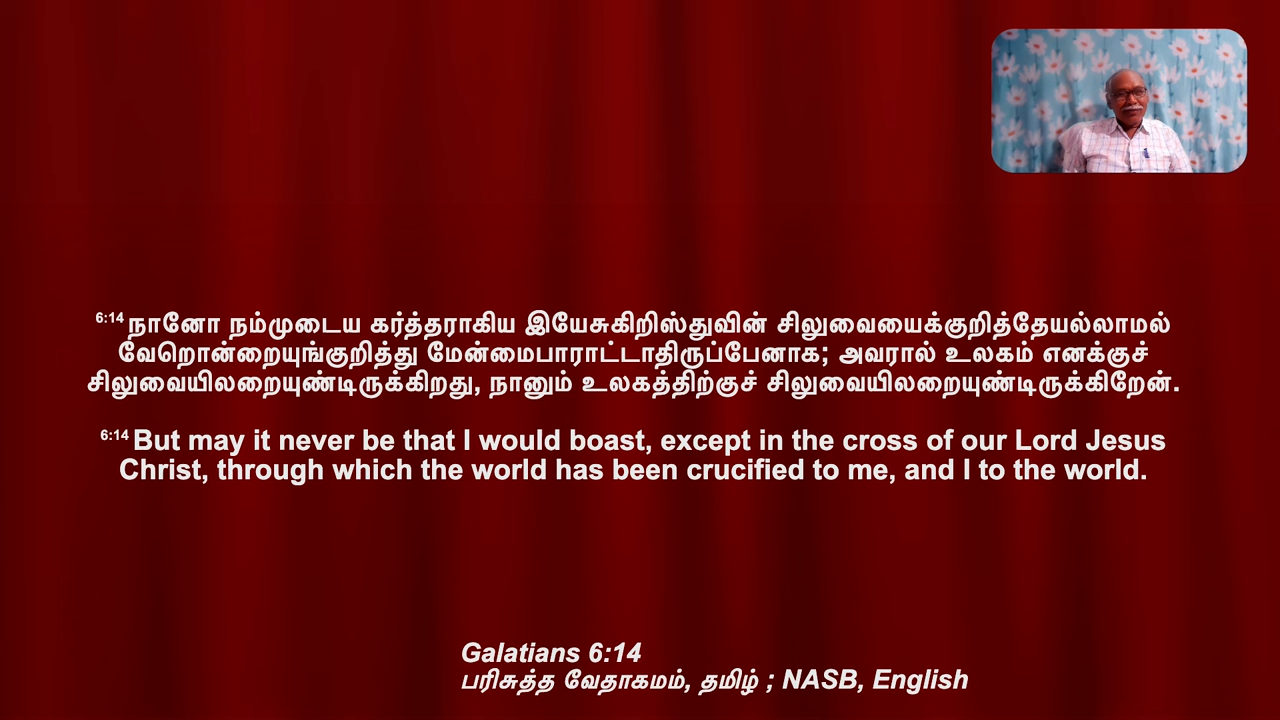 6:14 நானோ நம்முடைய கர்த்தராகிய இயேசுகிறிஸ்துவின் சிலுவையைக்குறித்தேயல்லாமல்
வேறொன்றையுங்குறித்து மேன்மைபாராட்டாதிருப்பேனாக; அவரால் உலகம் எனக்குச்
சிலுவையிலறையுண்டிருக்கிறது, நானும் உலகத்திற்குச் சிலுவையிலறையுண்டிருக்கிறேன்.
6:14 But may it never be that I would boast, except in the cross of our Lord Jesus
Christ, through which the world has been crucified to me, and I to the world.
Galatians 6:14
பரிசுத்த வேதாகமம், தமிழ் ; NASB, English